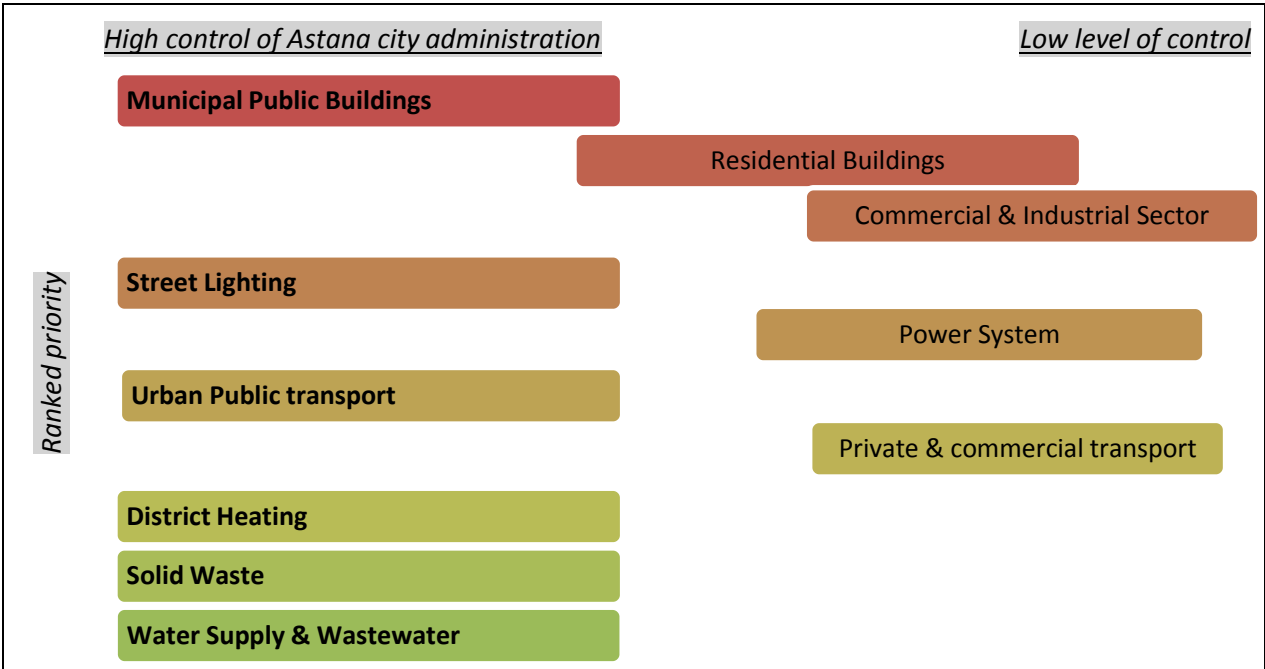 High control of Astana city administration
Low level of control
Municipal Public Buildings
Residential Buildings
Commercial & Industrial Sector
Ranked priority
Street Lighting
Power System
Urban Public transport
Private & commercial transport
District Heating
Solid Waste
Water Supply & Wastewater